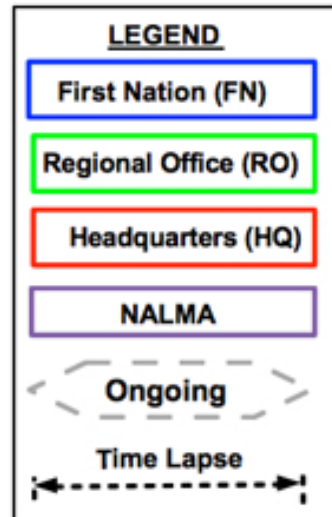 LEGEND
First Nation (FN)
Regional Office (RO)
Headquarters (HQ)
NALMA
Ongoing
Time Lapse